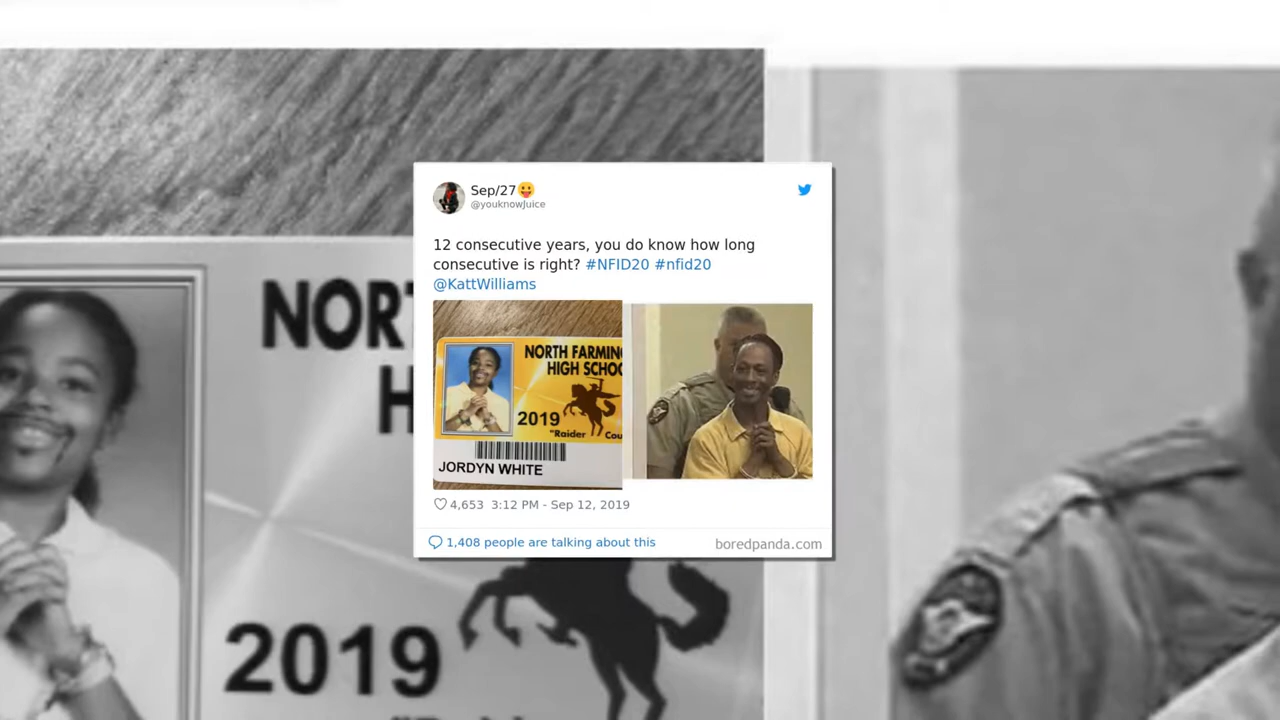 Sep/27😛
@youknowJuice
12 consecutive years, you do know how long
consecutive is right? #NFID20 #nfid20
@KattWilliams
NORTH FARMIN
HIGH SCHOO
2019
"Raider Cou
JORDYN WHITE
4,653 3:12 PM - Sep 12, 2019
1,408 people are talking about this
boredpanda.com
NORT
H
2019